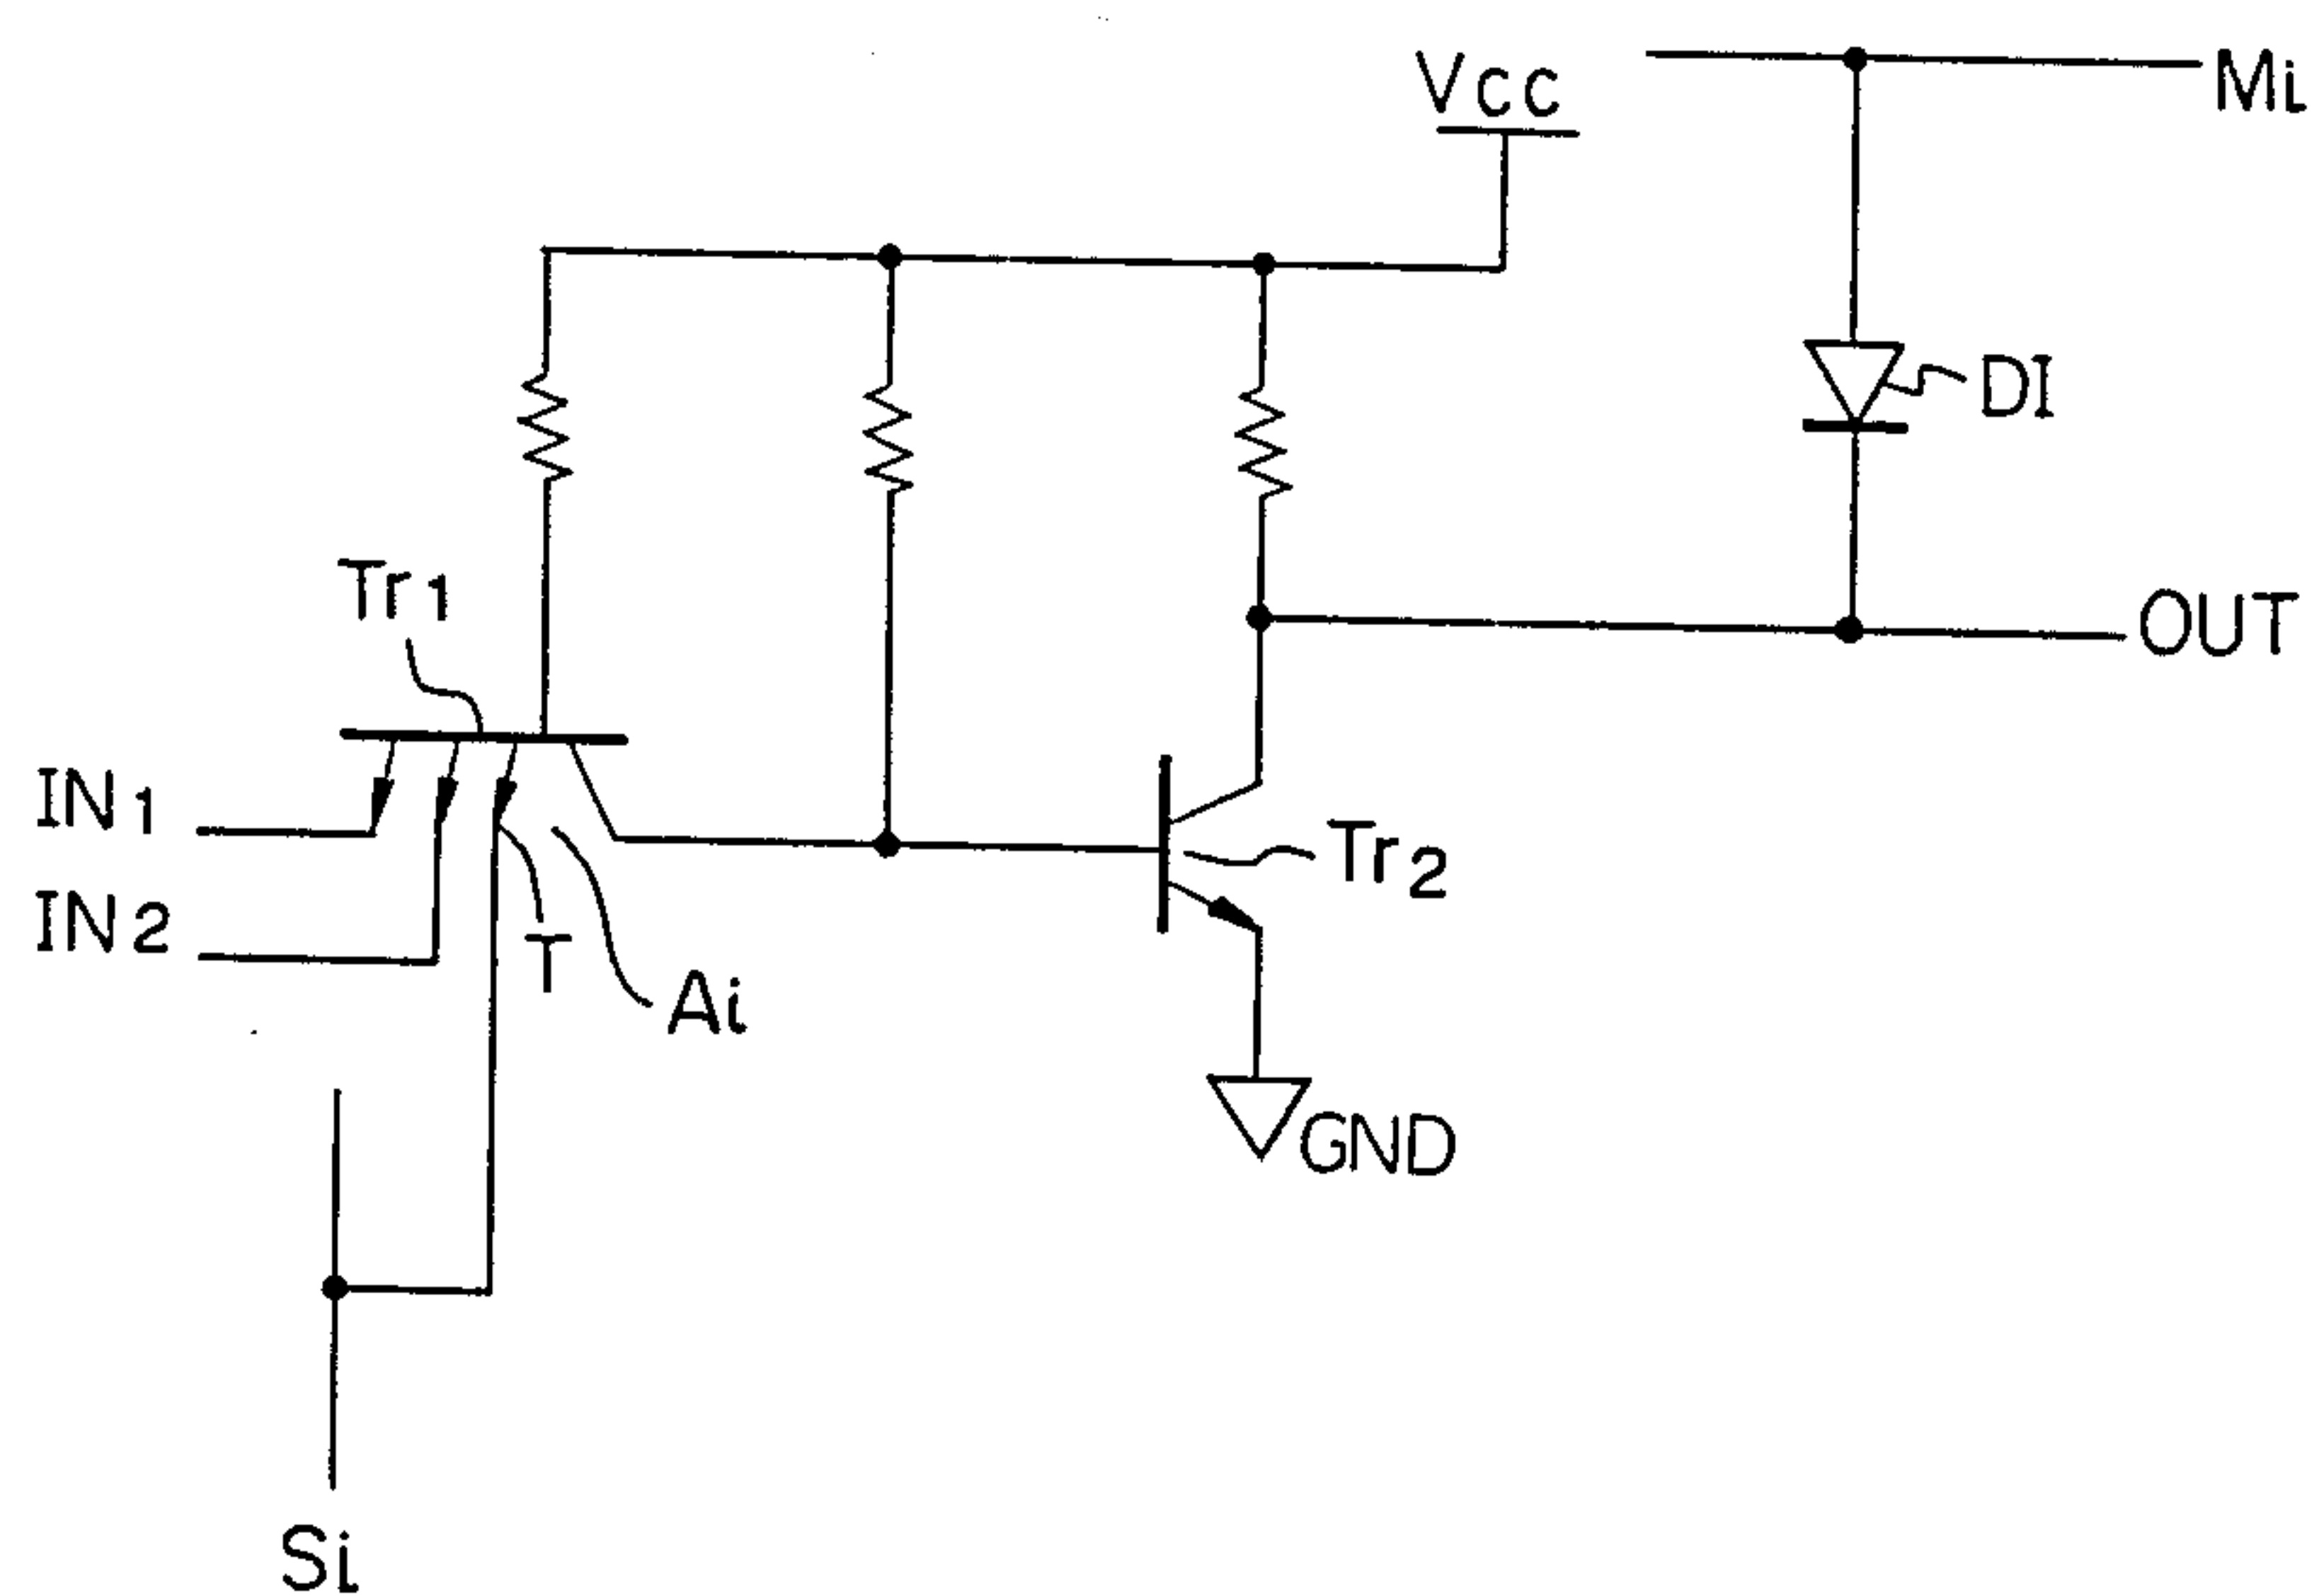 Vcc
Mi
DI
Tr1
OUT
IN1
Tr2
IN2
T
Ai
GND
Si